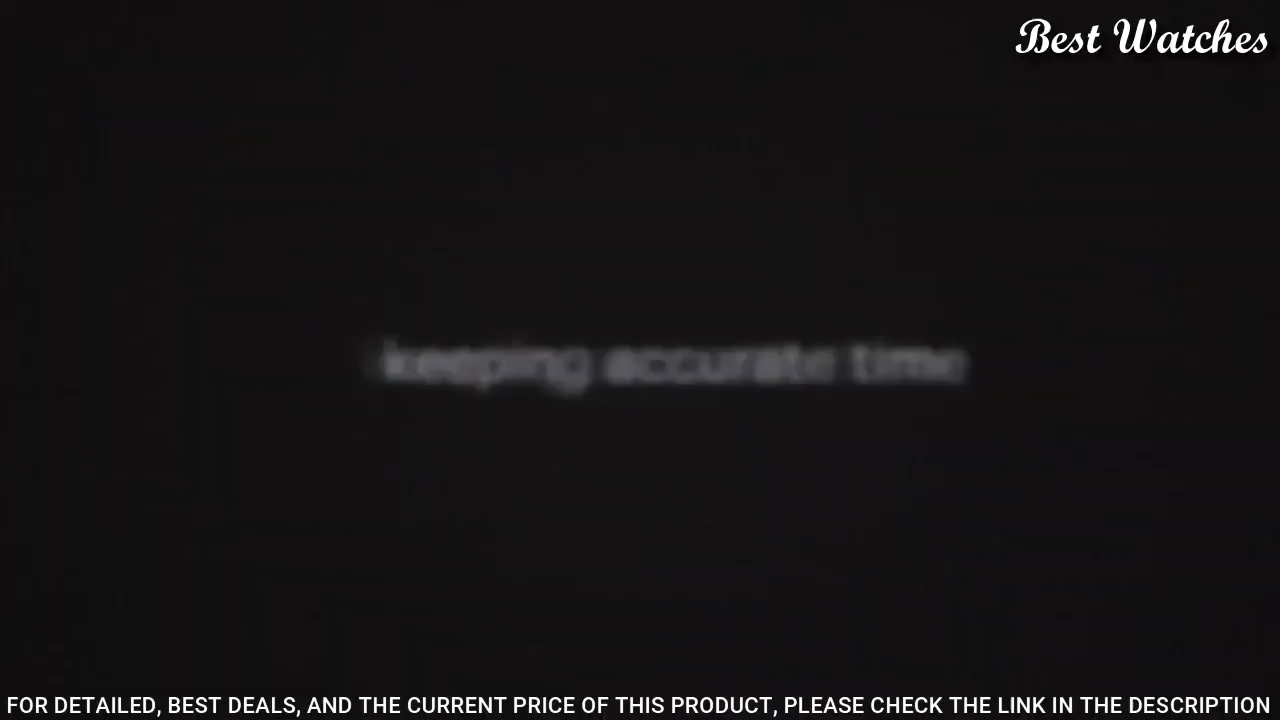 Best Watches
keeping accurate time
FOR DETAILED, BEST DEALS, AND THE CURRENT PRICE OF THIS PRODUCT, PLEASE CHECK THE LINK IN THE DESCRIPTION